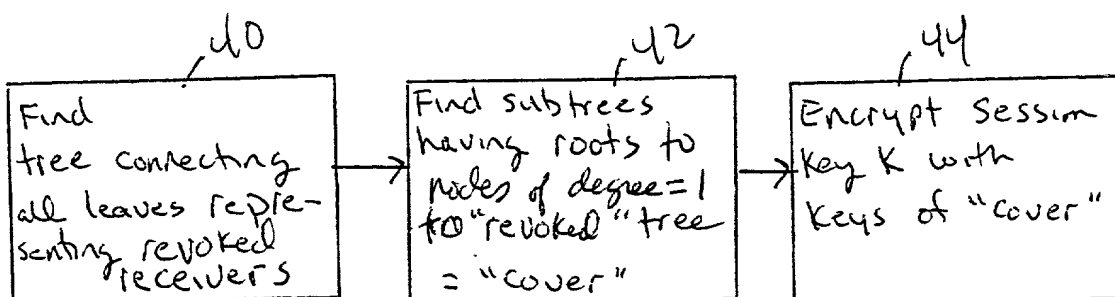 40
Find
tree connecting
all leaves repre-
senting revoked
receivers
42
Find subtrees
having roots to
nodes of degree=1
to "revoked" tree
= "cover"
44
Encrypt Session
Key K with
Keys of "cover"